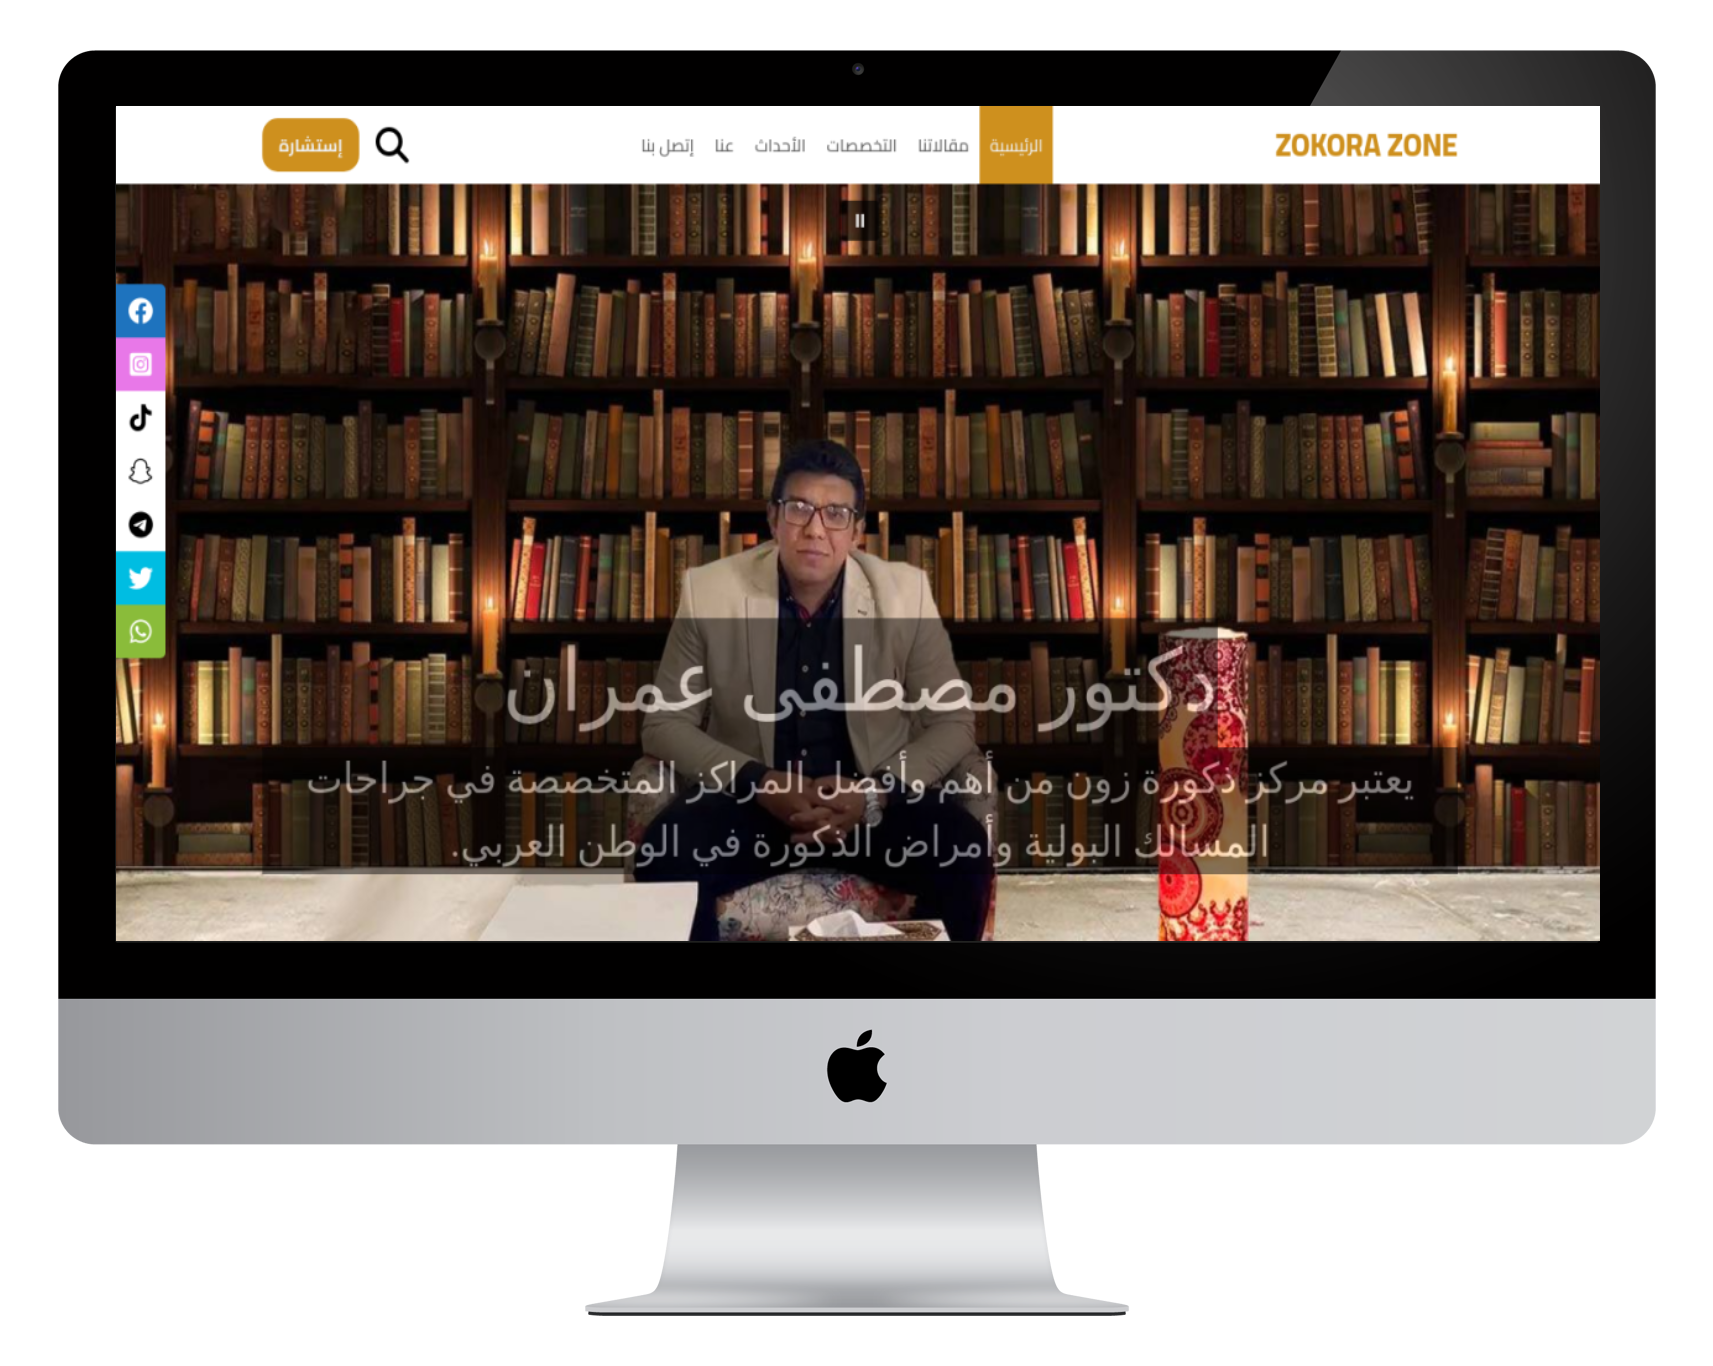 ZOKORA ZONE
الرئيسية مقالاتنا التخصصات الأحداث عنا إتصل بنا
إستشارة
دكتور مصطفى عمران
يعتبر مركز ذكورة زون من أهم وأفضل المراكز المتخصصة في جراحات
المسالك البولية وأمراض الذكورة في الوطن العربي.